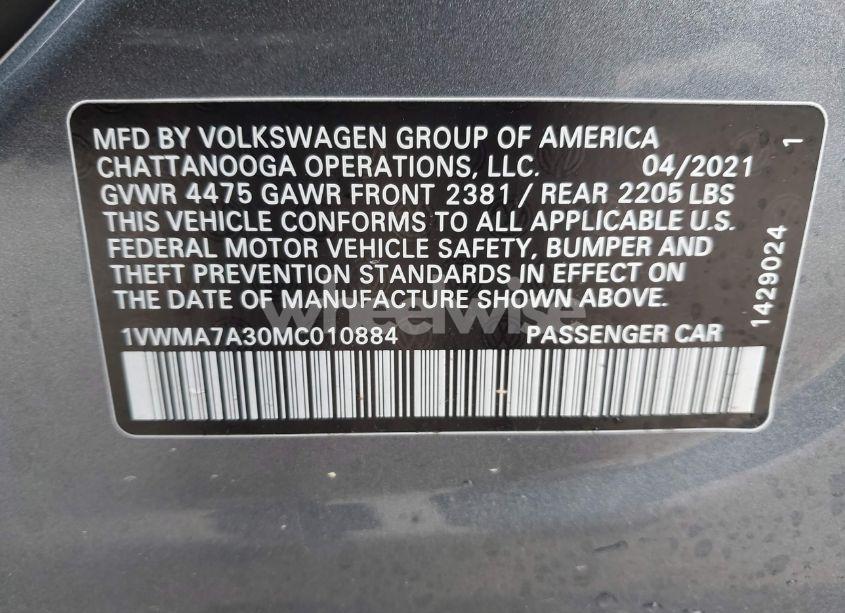 MFD BY VOLKSWAGEN GROUP OF AMERICA
CHATTANOOGA OPERATIONS, LLC. 04/2021
GVWR 4475 GAWR FRONT 2381 / REAR 2205 LBS
THIS VEHICLE CONFORMS TO ALL APPLICABLE U.S.
FEDERAL MOTOR VEHICLE SAFETY, BUMPER AND
THEFT PREVENTION STANDARDS IN EFFECT ON
THE DATE OF MANUFACTURE SHOWN ABOVE.
1VWMA7A30MC010884 PASSENGER CAR
1429024 1
wheelwise